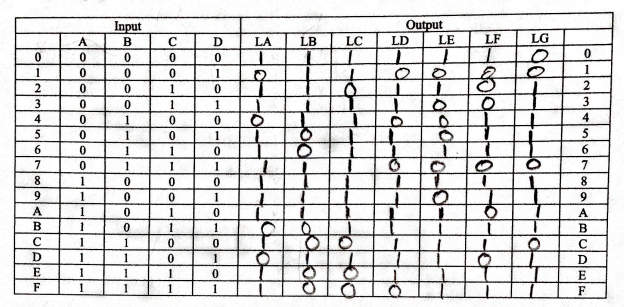 Input Output
A B C D LA LB LC LD LE LF LG
0 0 0 0 0 1 1 1 1 1 1 0 0
1 0 0 0 1 0 1 1 0 0 0 0 1
2 0 0 1 0 1 1 0 1 1 0 1 2
3 0 0 1 1 1 1 1 1 0 0 1 3
4 0 1 0 0 0 1 1 0 0 1 1 4
5 0 1 0 1 1 0 1 1 0 1 1 5
6 0 1 1 0 1 0 1 1 1 1 1 6
7 0 1 1 1 1 1 1 0 0 0 0 7
8 1 0 0 0 1 1 1 1 1 1 1 8
9 1 0 0 1 1 1 1 1 0 1 1 9
A 1 0 1 0 1 1 1 1 1 0 1 A
B 1 0 1 1 0 0 1 1 1 1 1 B
C 1 1 0 0 1 0 0 1 1 1 0 C
D 1 1 0 1 0 1 1 1 1 0 1 D
E 1 1 1 0 1 0 0 1 1 1 1 E
F 1 1 1 1 1 0 0 0 1 1 1 F